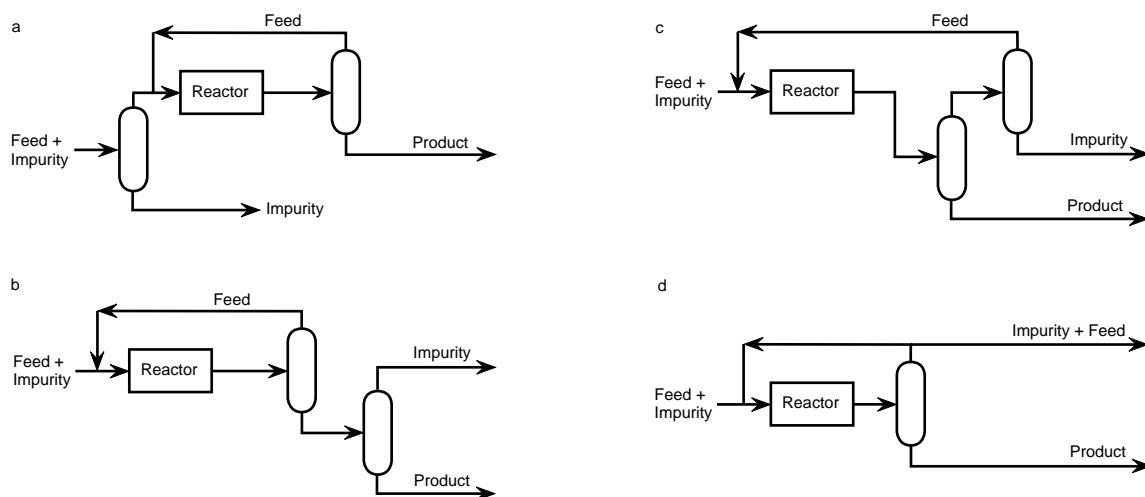 a
Feed
Reactor
Feed +
Impurity
Product
Impurity
b
Feed
Feed +
Impurity
Reactor
Impurity
Product
c
Feed
Feed +
Impurity
Reactor
Impurity
Product
d
Impurity + Feed
Feed +
Impurity
Reactor
Product